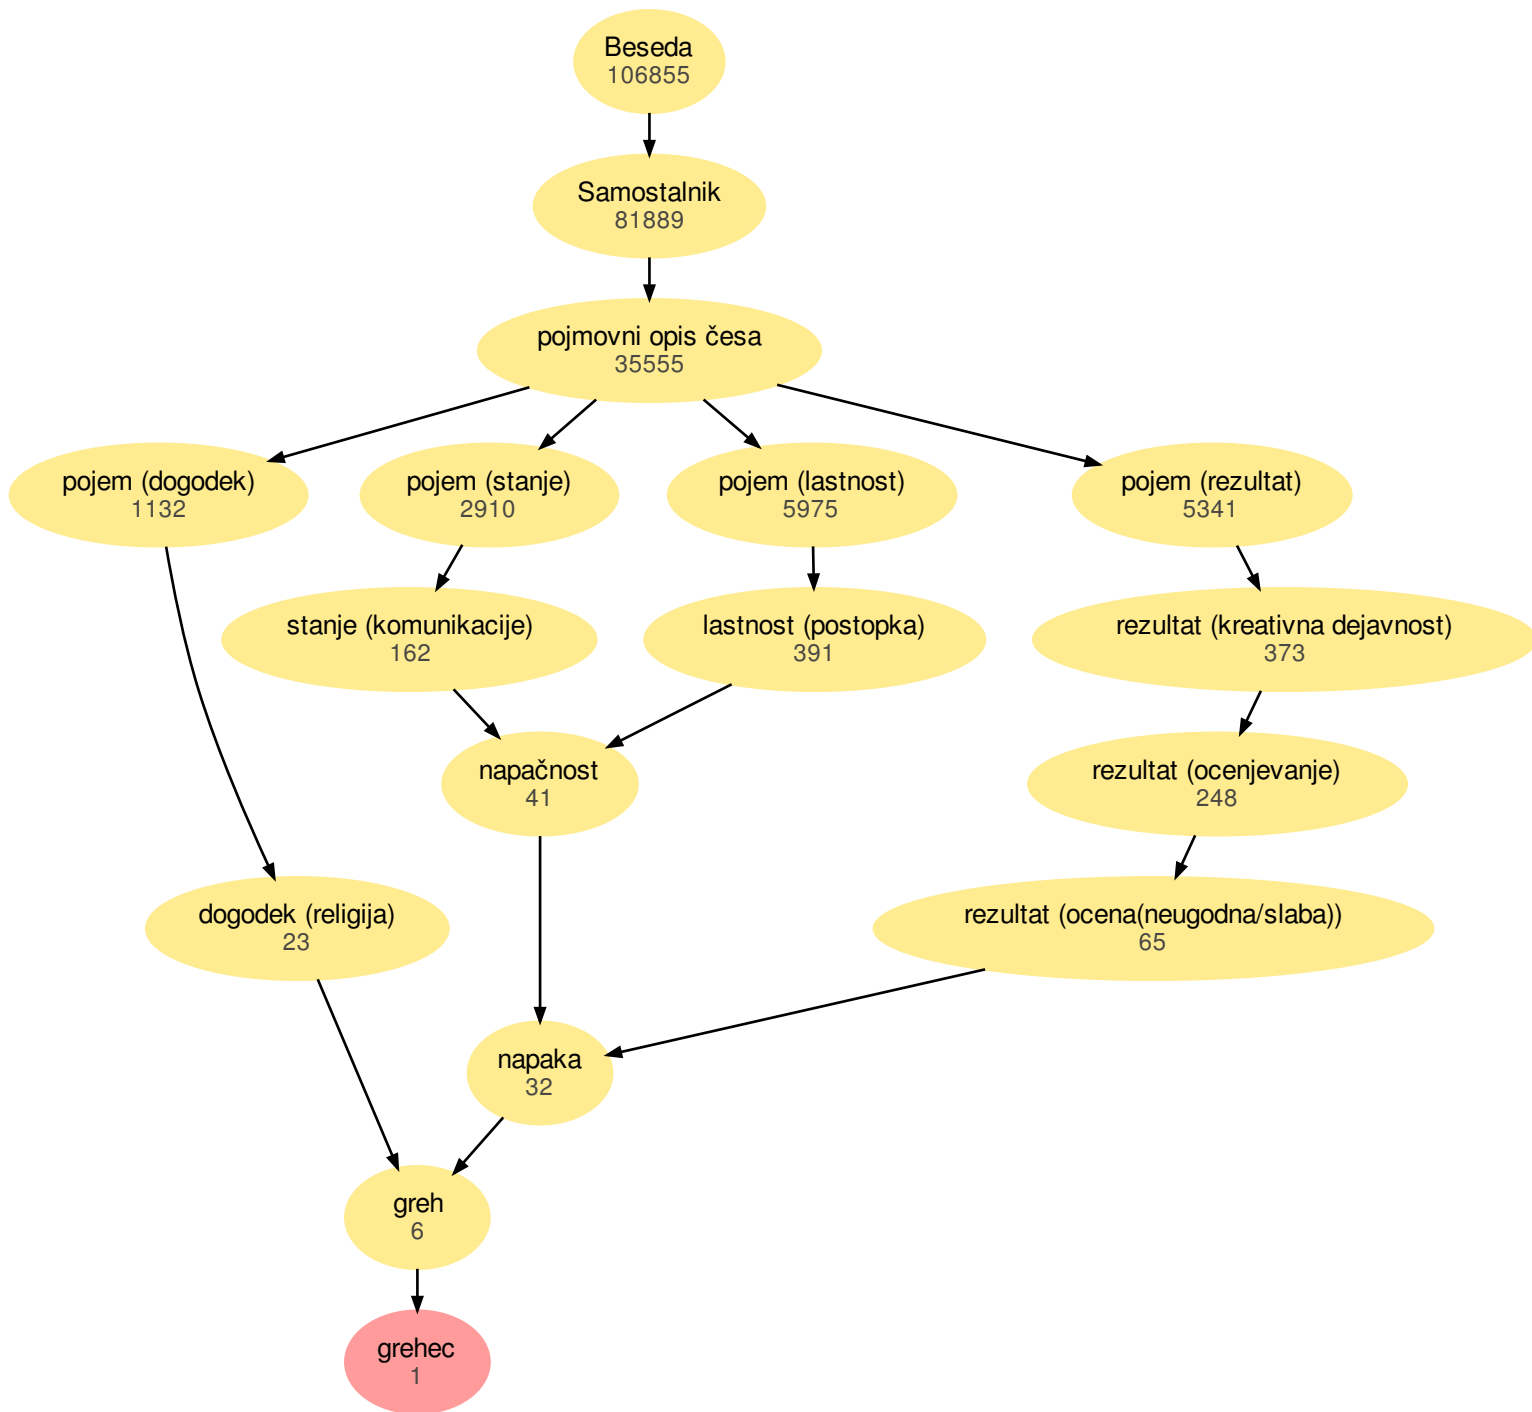 Beseda
106855
Samostalnik
81889
pojmovni opis česa
35555
pojem (dogodek)
1132
pojem (stanje)
2910
pojem (lastnost)
5975
pojem (rezultat)
5341
stanje (komunikacije)
162
lastnost (postopka)
391
rezultat (kreativna dejavnost)
373
napačnost
41
rezultat (ocenjevanje)
248
dogodek (religija)
23
rezultat (ocena(neugodna/slaba))
65
napaka
32
greh
6
grehec
1